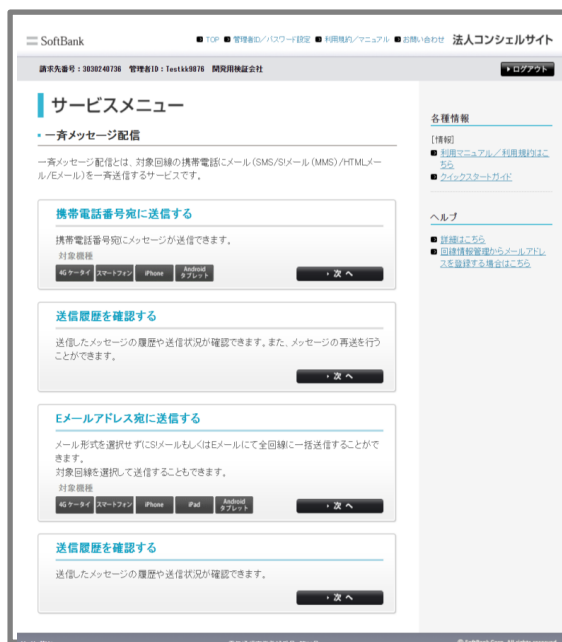 SoftBank
TOP 管理者ID/パスワード設定 利用規約/マニュアル お問い合わせ 法人コンシェルサイト
請求先番号：3030240736 管理者ID：Testkk9876 開発用検証会社
ログアウト
サービスメニュー
一斉メッセージ配信
一斉メッセージ配信とは、対象回線の携帯電話にメール(SMS/S!メール(MMS)/HTMLメー
ル/Eメール)を一斉送信するサービスです。
携帯電話番号宛に送信する
携帯電話番号宛にメッセージが送信できます。
対象機種
4G ケータイ スマートフォン iPhone Android
タブレット
次 へ
送信履歴を確認する
送信したメッセージの履歴や送信状況が確認できます。また、メッセージの再送を行う
ことができます。
次 へ
Eメールアドレス宛に送信する
メール形式を選択せずにS!メールもしくはEメールにて全回線に一括送信することがで
きます。
対象回線を選択して送信することもできます。
対象機種
4G ケータイ スマートフォン iPhone iPad Android
タブレット
次 へ
送信履歴を確認する
送信したメッセージの履歴や送信状況が確認できます。
次 へ
各種情報
[情報]
利用マニュアル/利用規約はこ
ちら
クイックスタートガイド
ヘルプ
詳細はこちら
回線情報管理からメールアドレ
スを登録する場合はこちら